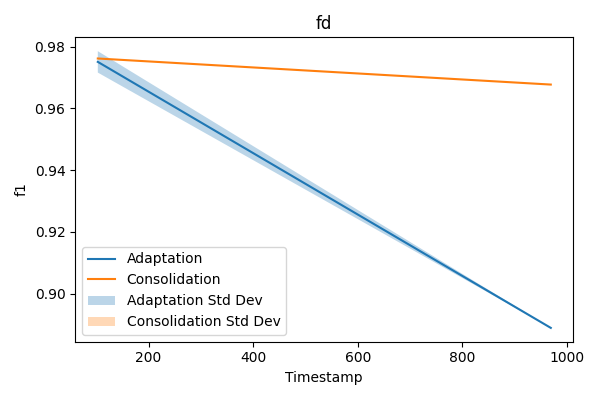 fd
0.98
0.96
0.94
0.92
0.90
f1
Adaptation
Consolidation
Adaptation Std Dev
Consolidation Std Dev
200
400
600
800
1000
Timestamp